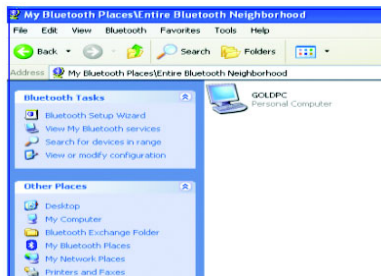 My Bluetooth Places\Entire Bluetooth Neighborhood
File Edit View Bluetooth Favorites Tools Help
Back Search Folders
Address My Bluetooth Places\Entire Bluetooth Neighborhood
Bluetooth Tasks
Bluetooth Setup Wizard
View My Bluetooth services
Search for devices in range
View or modify configuration
GOLDPC
Personal Computer
Other Places
Desktop
My Computer
Bluetooth Exchange Folder
My Bluetooth Places
My Network Places
Printers and Faxes